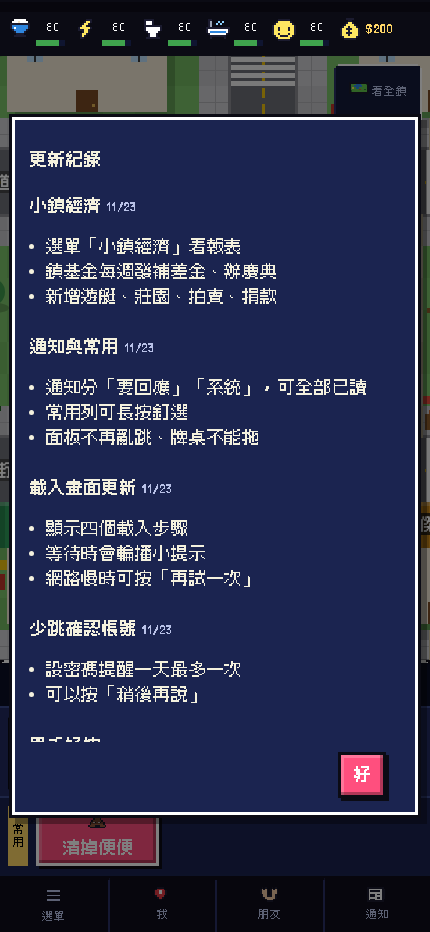 80 80 80 80 80 $200
看全鎮
更新紀錄
小鎮經濟 11/23
• 選單「小鎮經濟」看報表
• 鎮基金每週發補差金、辦慶典
• 新增遊艇、莊園、拍賣、捐款
通知與常用 11/23
• 通知分「要回應」「系統」，可全部已讀
• 常用列可長按釘選
• 面板不再亂跳、牌桌不能拖
載入畫面更新 11/23
• 顯示四個載入步驟
• 等待時會輪播小提示
• 網路慢時可按「再試一次」
少跳確認帳號 11/23
• 設密碼提醒一天最多一次
• 可以按「稍後再說」
好
常用
清掉便便
選單 我 朋友 通知